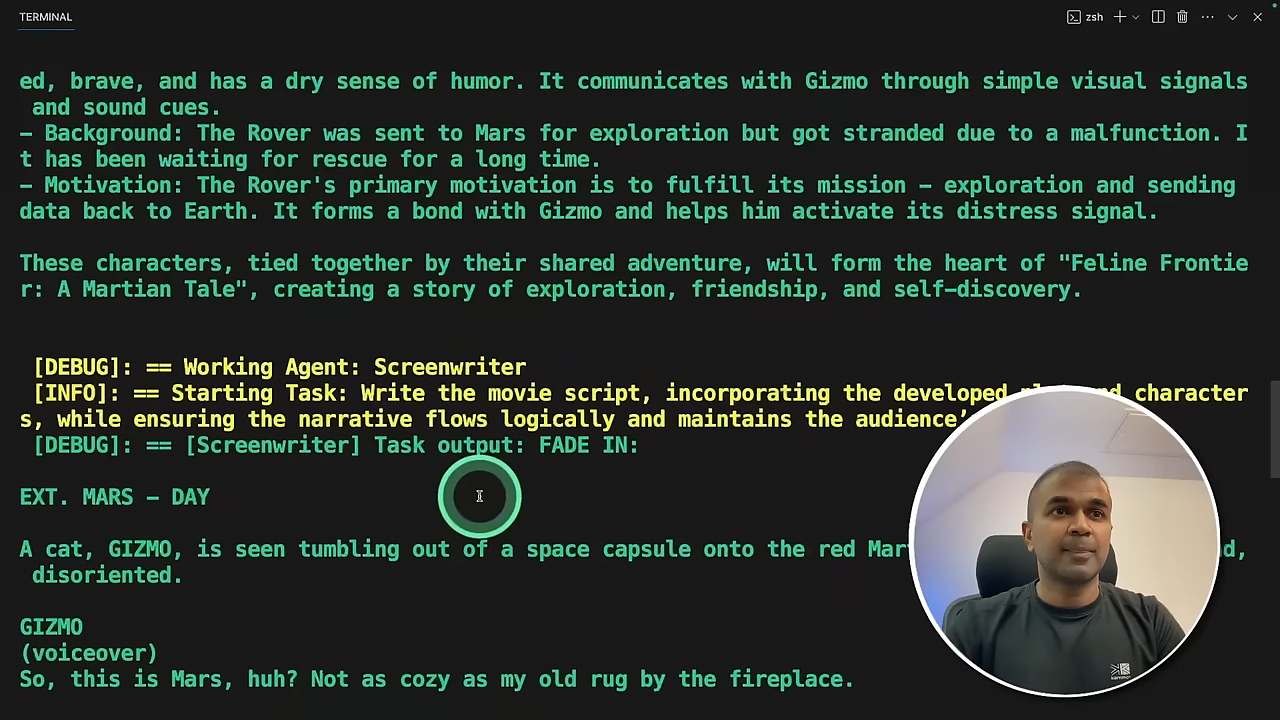 TERMINAL
zsh
ed, brave, and has a dry sense of humor. It communicates with Gizmo through simple visual signals
and sound cues.
– Background: The Rover was sent to Mars for exploration but got stranded due to a malfunction. I
t has been waiting for rescue for a long time.
– Motivation: The Rover's primary motivation is to fulfill its mission – exploration and sending
data back to Earth. It forms a bond with Gizmo and helps him activate its distress signal.
These characters, tied together by their shared adventure, will form the heart of "Feline Frontie
r: A Martian Tale", creating a story of exploration, friendship, and self–discovery.
[DEBUG]: == Working Agent: Screenwriter
[INFO]: == Starting Task: Write the movie script, incorporating the developed character
s, while ensuring the narrative flows logically and maintains the audience’
[DEBUG]: == [Screenwriter] Task output: FADE IN:
EXT. MARS – DAY
A cat, GIZMO, is seen tumbling out of a space capsule onto the red
disoriented.
GIZMO
(voiceover)
So, this is Mars, huh? Not as cozy as my old rug by the fireplace.